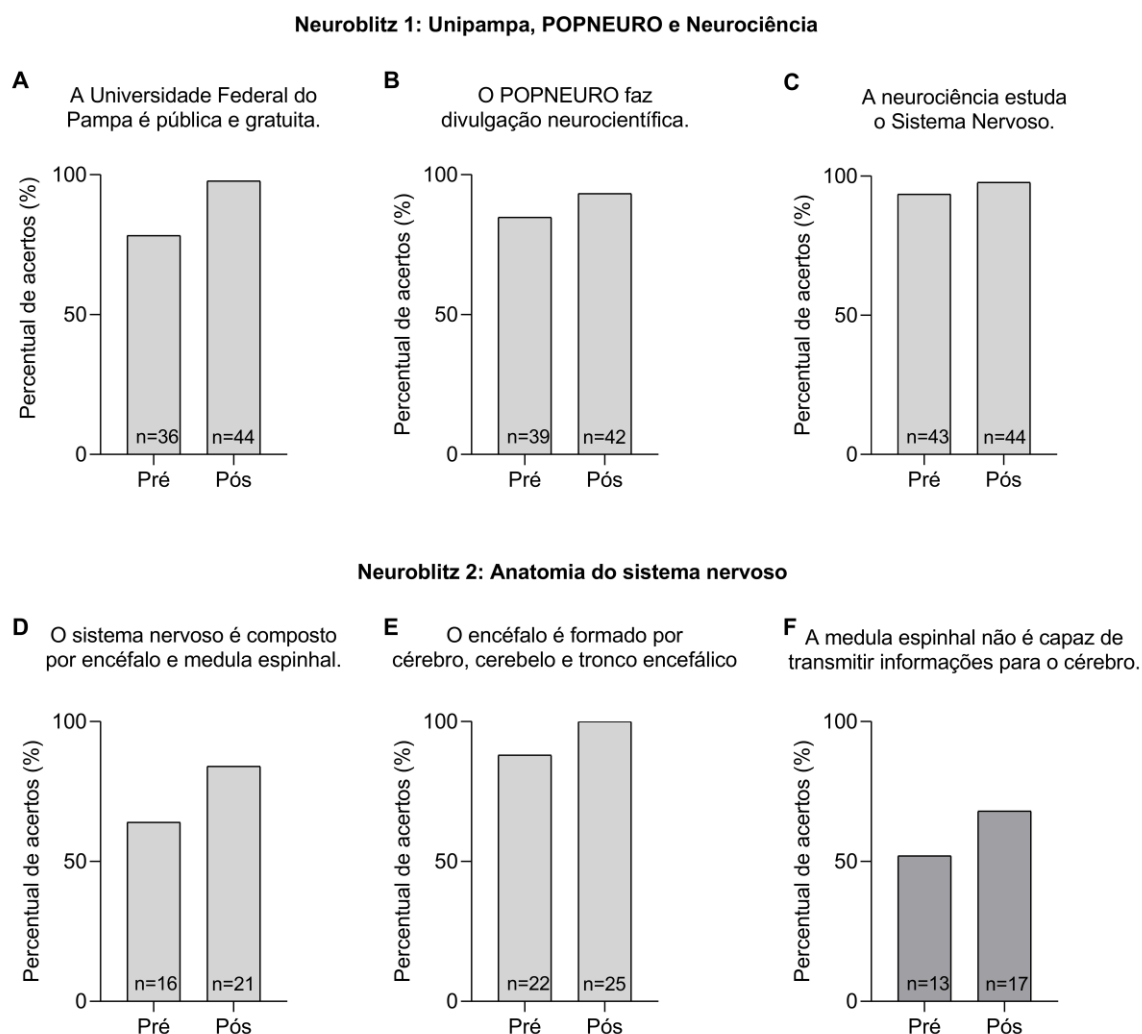 Neuroblitz 1: Unipampa, POPNEURO e Neurociência
A
A Universidade Federal do
Pampa é pública e gratuita.
Percentual de acertos (%)
100
50
0
n=36
n=44
Pré
Pós
B
O POPNEURO faz
divulgação neurocientífica.
Percentual de acertos (%)
100
50
0
n=39
n=42
Pré
Pós
C
A neurociência estuda
o Sistema Nervoso.
Percentual de acertos (%)
100
50
0
n=43
n=44
Pré
Pós
Neuroblitz 2: Anatomia do sistema nervoso
D
O sistema nervoso é composto
por encéfalo e medula espinhal.
Percentual de acertos (%)
100
50
0
n=16
n=21
Pré
Pós
E
O encéfalo é formado por
cérebro, cerebelo e tronco encefálico
Percentual de acertos (%)
100
50
0
n=22
n=25
Pré
Pós
F
A medula espinhal não é capaz de
transmitir informações para o cérebro.
Percentual de acertos (%)
100
50
0
n=13
n=17
Pré
Pós